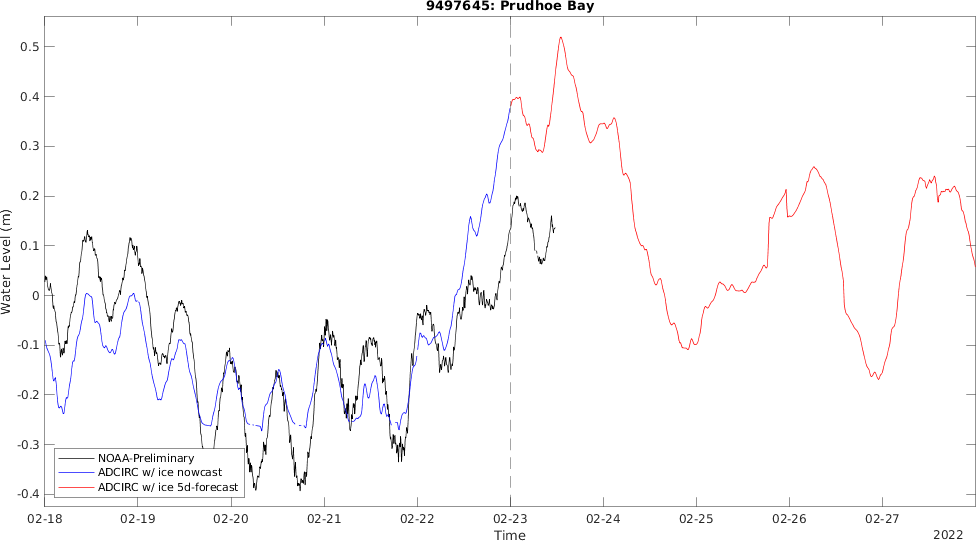 9497645: Prudhoe Bay
0.5
0.4
0.3
0.2
0.1
0
-0.1
-0.2
-0.3
-0.4
Water Level (m)
NOAA-Preliminary
ADCIRC w/ ice nowcast
ADCIRC w/ ice 5d-forecast
02-18 02-19 02-20 02-21 02-22 02-23 02-24 02-25 02-26 02-27
Time
2022